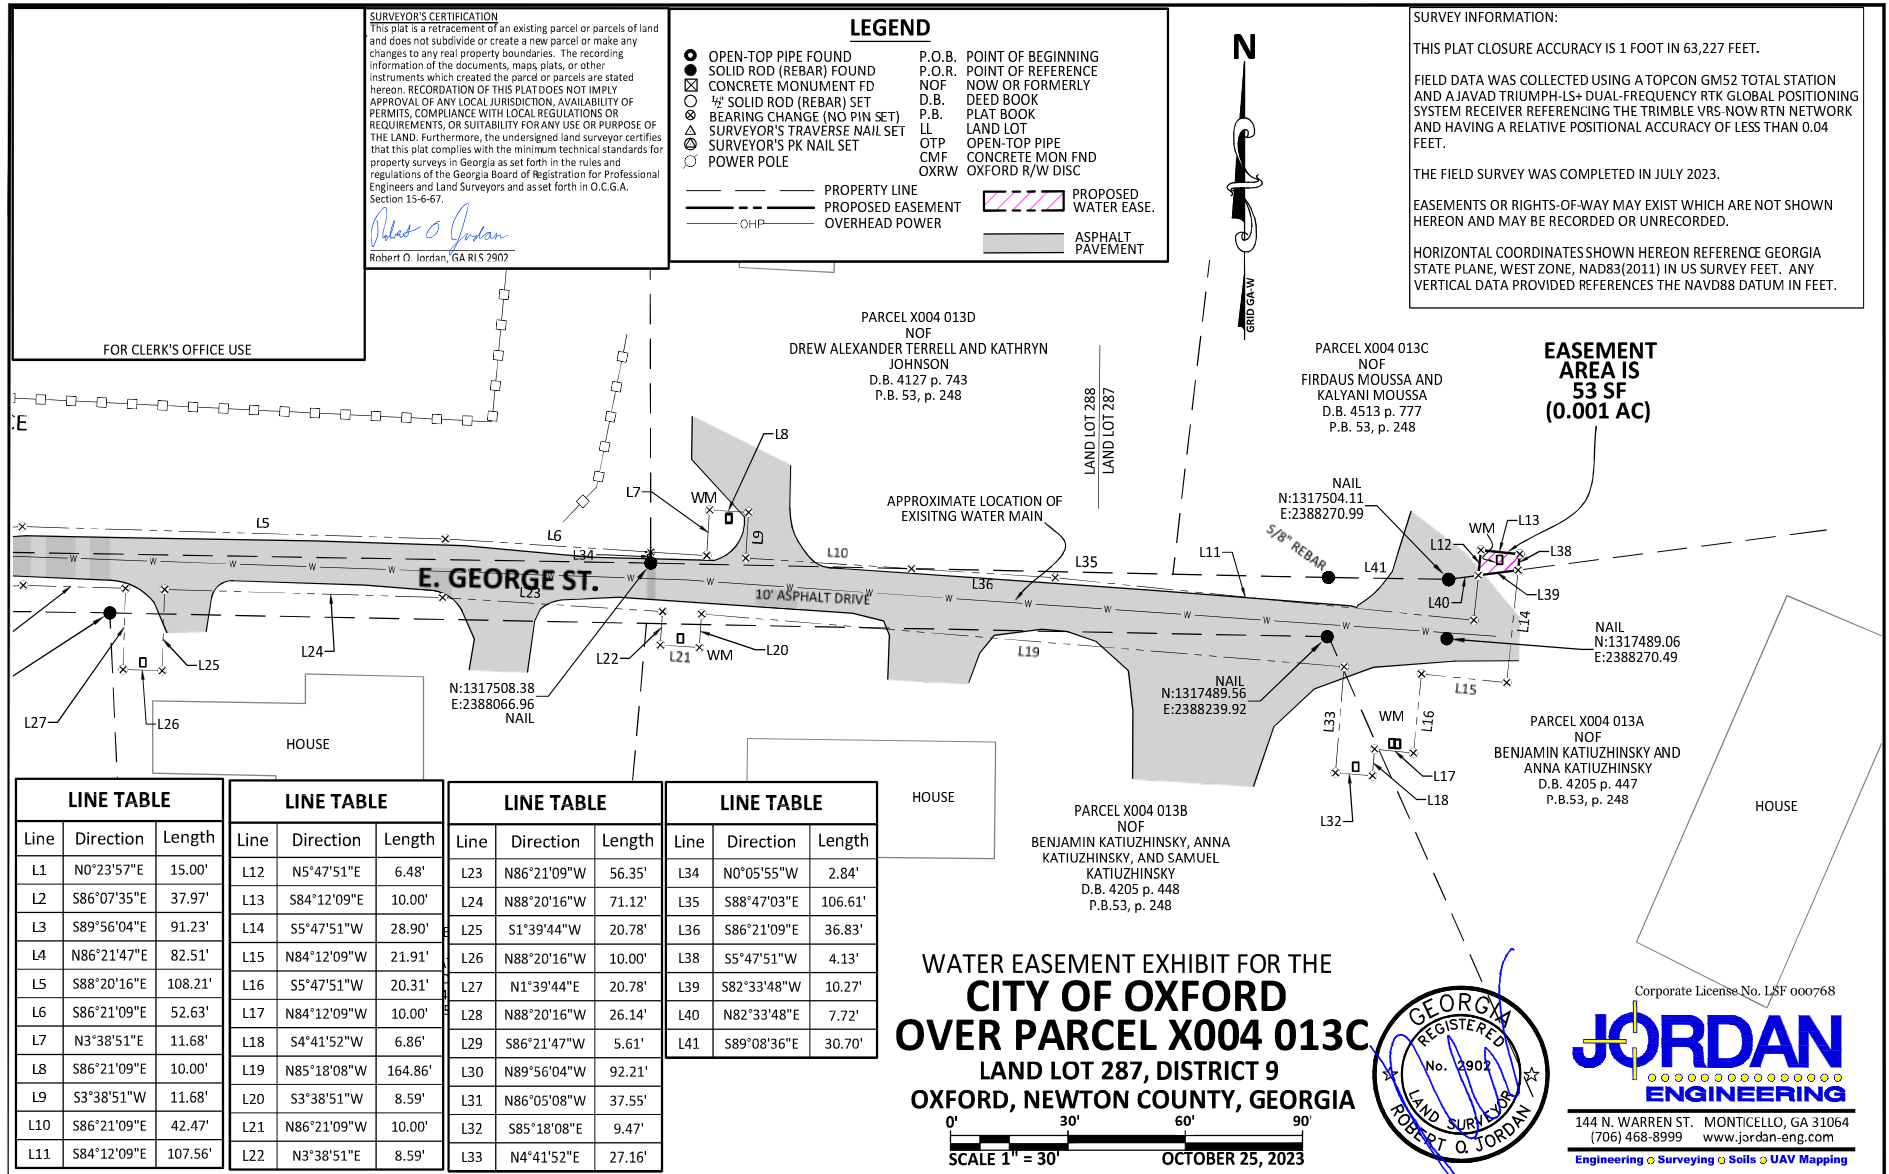 SURVEYOR'S CERTIFICATION
This plat is a retracement of an existing parcel or parcels of land
and does not subdivide or create a new parcel or make any
changes to any real property boundaries. The recording
information of the documents, maps, plats, or other
instruments which created the parcel or parcels are stated
hereon. RECORDATION OF THIS PLAT DOES NOT IMPLY
APPROVAL OF ANY LOCAL JURISDICTION, AVAILABILITY OF
PERMITS, COMPLIANCE WITH LOCAL REGULATIONS OR
REQUIREMENTS, OR SUITABILITY FOR ANY USE OR PURPOSE OF
THE LAND. Furthermore, the undersigned land surveyor certifies
that this plat complies with the minimum technical standards for
property surveys in Georgia as set forth in the rules and
regulations of the Georgia Board of Registration for Professional
Engineers and Land Surveyors and as set forth in O.C.G.A.
Section 15-6-67.
Robert O Jordan
Robert O. Jordan, GA RLS 2902
FOR CLERK'S OFFICE USE
LEGEND
OPEN-TOP PIPE FOUND
SOLID ROD (REBAR) FOUND
CONCRETE MONUMENT FD
½" SOLID ROD (REBAR) SET
BEARING CHANGE (NO PIN SET)
SURVEYOR'S TRAVERSE NAIL SET
SURVEYOR'S PK NAIL SET
POWER POLE
P.O.B. POINT OF BEGINNING
P.O.R. POINT OF REFERENCE
NOF NOW OR FORMERLY
D.B. DEED BOOK
P.B. PLAT BOOK
LL LAND LOT
OTP OPEN-TOP PIPE
CMF CONCRETE MON FND
OXRW OXFORD R/W DISC
PROPERTY LINE
PROPOSED EASEMENT
OHP OVERHEAD POWER
PROPOSED
WATER EASE.
ASPHALT
PAVEMENT
N
GRID GA-W
SURVEY INFORMATION:
THIS PLAT CLOSURE ACCURACY IS 1 FOOT IN 63,227 FEET.
FIELD DATA WAS COLLECTED USING A TOPCON GM52 TOTAL STATION
AND A JAVAD TRIUMPH-LS+ DUAL-FREQUENCY RTK GLOBAL POSITIONING
SYSTEM RECEIVER REFERENCING THE TRIMBLE VRS-NOW RTN NETWORK
AND HAVING A RELATIVE POSITIONAL ACCURACY OF LESS THAN 0.04
FEET.
THE FIELD SURVEY WAS COMPLETED IN JULY 2023.
EASEMENTS OR RIGHTS-OF-WAY MAY EXIST WHICH ARE NOT SHOWN
HEREON AND MAY BE RECORDED OR UNRECORDED.
HORIZONTAL COORDINATES SHOWN HEREON REFERENCE GEORGIA
STATE PLANE, WEST ZONE, NAD83(2011) IN US SURVEY FEET. ANY
VERTICAL DATA PROVIDED REFERENCES THE NAVD88 DATUM IN FEET.
PARCEL X004 013D
NOF
DREW ALEXANDER TERRELL AND KATHRYN
JOHNSON
D.B. 4127 p. 743
P.B. 53, p. 248
LAND LOT 288
LAND LOT 287
PARCEL X004 013C
NOF
FIRDAUS MOUSSA AND
KALYANI MOUSSA
D.B. 4513 p. 777
P.B. 53, p. 248
EASEMENT
AREA IS
53 SF
(0.001 AC)
CE
L5
L6
L7
WM
L8
L9
L34
L10
APPROXIMATE LOCATION OF
EXISITNG WATER MAIN
L35
L36
L11
NAIL
N:1317504.11
E:2388270.99
5/8" REBAR
L41
L12
WM
L13
L38
L39
L40
L14
E. GEORGE ST.
L23
10' ASPHALT DRIVE
W W W W W W W W W W W W W W W W W
L27
L24
L25
L26
L22
L21
WM
L20
L19
N:1317508.38
E:2388066.96
NAIL
NAIL
N:1317489.56
E:2388239.92
NAIL
N:1317489.06
E:2388270.49
L15
L33
WM
L16
L17
L18
L32
HOUSE
HOUSE
HOUSE
PARCEL X004 013A
NOF
BENJAMIN KATIUZHINSKY AND
ANNA KATIUZHINSKY
D.B. 4205 p. 447
P.B.53, p. 248
PARCEL X004 013B
NOF
BENJAMIN KATIUZHINSKY, ANNA
KATIUZHINSKY, AND SAMUEL
KATIUZHINSKY
D.B. 4205 p. 448
P.B.53, p. 248
LINE TABLE
Line Direction Length
L1 N0°23'57"E 15.00'
L2 S86°07'35"E 37.97'
L3 S89°56'04"E 91.23'
L4 N86°21'47"E 82.51'
L5 S88°20'16"E 108.21'
L6 S86°21'09"E 52.63'
L7 N3°38'51"E 11.68'
L8 S86°21'09"E 10.00'
L9 S3°38'51"W 11.68'
L10 S86°21'09"E 42.47'
L11 S84°12'09"E 107.56'
LINE TABLE
Line Direction Length
L12 N5°47'51"E 6.48'
L13 S84°12'09"E 10.00'
L14 S5°47'51"W 28.90'
L15 N84°12'09"W 21.91'
L16 S5°47'51"W 20.31'
L17 N84°12'09"W 10.00'
L18 S4°41'52"W 6.86'
L19 N85°18'08"W 164.86'
L20 S3°38'51"W 8.59'
L21 N86°21'09"W 10.00'
L22 N3°38'51"E 8.59'
LINE TABLE
Line Direction Length
L23 N86°21'09"W 56.35'
L24 N88°20'16"W 71.12'
L25 S1°39'44"W 20.78'
L26 N88°20'16"W 10.00'
L27 N1°39'44"E 20.78'
L28 N88°20'16"W 26.14'
L29 S86°21'47"W 5.61'
L30 N89°56'04"W 92.21'
L31 N86°05'08"W 37.55'
L32 S85°18'08"E 9.47'
L33 N4°41'52"E 27.16'
LINE TABLE
Line Direction Length
L34 N0°05'55"W 2.84'
L35 S88°47'03"E 106.61'
L36 S86°21'09"E 36.83'
L38 S5°47'51"W 4.13'
L39 S82°33'48"W 10.27'
L40 N82°33'48"E 7.72'
L41 S89°08'36"E 30.70'
WATER EASEMENT EXHIBIT FOR THE
CITY OF OXFORD
OVER PARCEL X004 013C
LAND LOT 287, DISTRICT 9
OXFORD, NEWTON COUNTY, GEORGIA
0' 30' 60' 90'
SCALE 1" = 30' OCTOBER 25, 2023
GEORGIA
REGISTERED
No. 2902
LAND SURVEYOR
ROBERT O. JORDAN
Corporate License No. LSF 000768
JORDAN
ENGINEERING
144 N. WARREN ST. MONTICELLO, GA 31064
(706) 468-8999 www.jordan-eng.com
Engineering Surveying Soils UAV Mapping